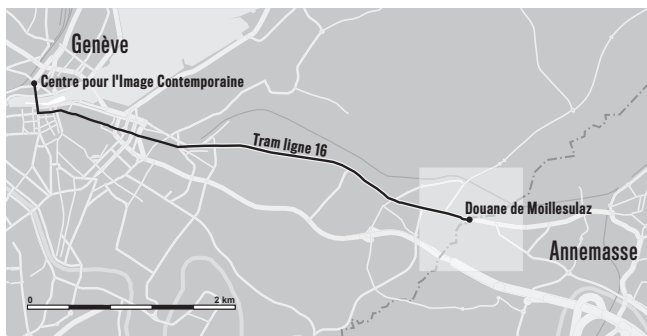 Genève
Centre pour l'Image Contemporaine
Tram ligne 16
Douane de Moillesulaz
Annemasse
0 2 km